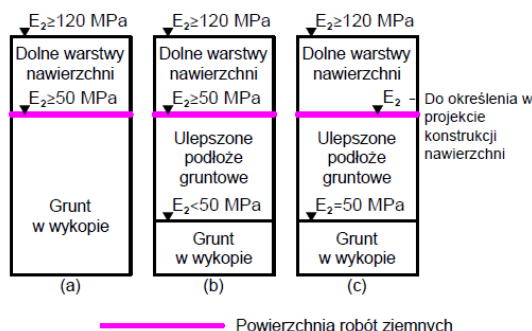 E₂≥120 MPa
Dolne warstwy
nawierzchni
E₂≥50 MPa
Grunt
w wykopie
(a)
E₂≥120 MPa
Dolne warstwy
nawierzchni
E₂≥50 MPa
Ulepszone
podłoże
gruntowe
E₂<50 MPa
Grunt
w wykopie
(b)
E₂≥120 MPa
Dolne warstwy
nawierzchni
E₂ - Do określenia w
projekcie
konstrukcji
nawierzchni
Ulepszone
podłoże
gruntowe
E₂=50 MPa
Grunt
w wykopie
(c)
Powierzchnia robót ziemnych